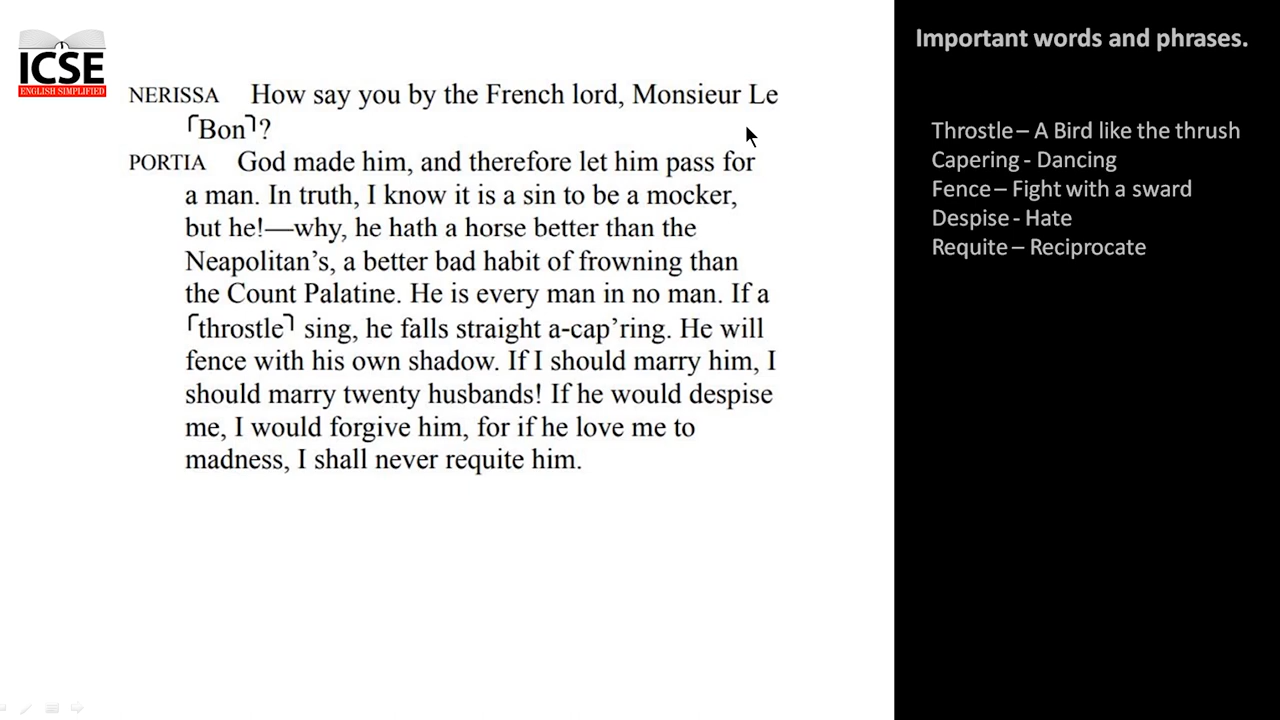 ICSE
ENGLISH SIMPLIFIED
NERISSA How say you by the French lord, Monsieur Le
⌜Bon⌝?
PORTIA God made him, and therefore let him pass for
a man. In truth, I know it is a sin to be a mocker,
but he!—why, he hath a horse better than the
Neapolitan’s, a better bad habit of frowning than
the Count Palatine. He is every man in no man. If a
⌜throstle⌝ sing, he falls straight a-cap’ring. He will
fence with his own shadow. If I should marry him, I
should marry twenty husbands! If he would despise
me, I would forgive him, for if he love me to
madness, I shall never requite him.
Important words and phrases.
Throstle – A Bird like the thrush
Capering - Dancing
Fence – Fight with a sward
Despise - Hate
Requite – Reciprocate